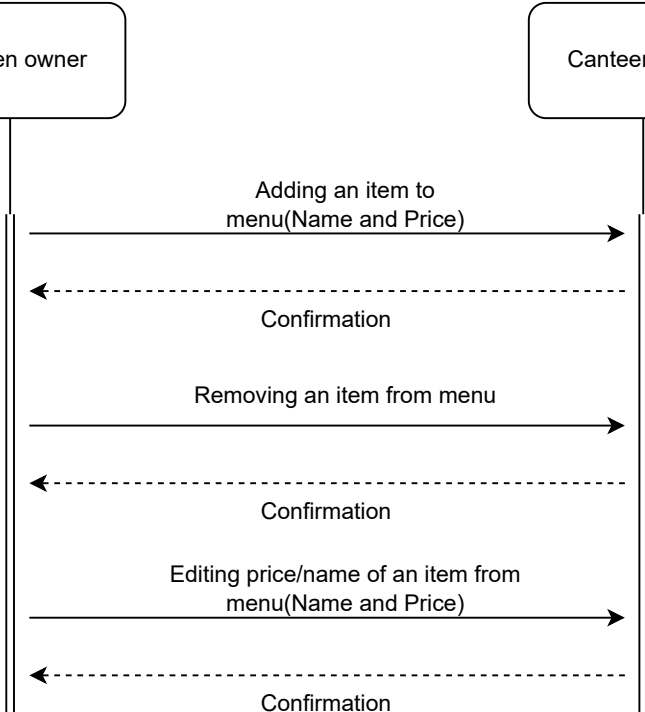 en owner
Canteen
Adding an item to
menu(Name and Price)
Confirmation
Removing an item from menu
Confirmation
Editing price/name of an item from
menu(Name and Price)
Confirmation